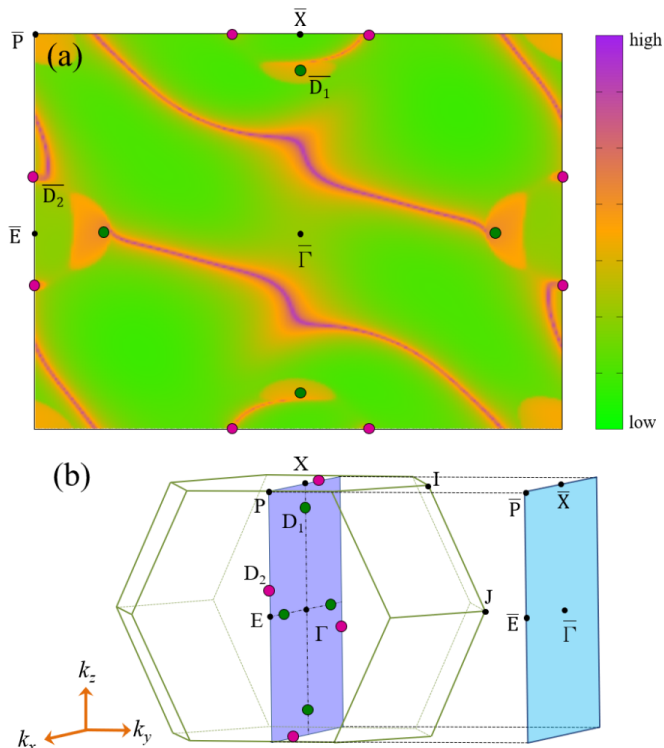 X̅
P̅
(a)
high
D̅₁
D̅₂
E̅
Γ̅
low
(b)
X
I
P
D₁
P̅
X̅
D₂
J
E
Γ
E̅
Γ̅
k_z
k_x
k_y